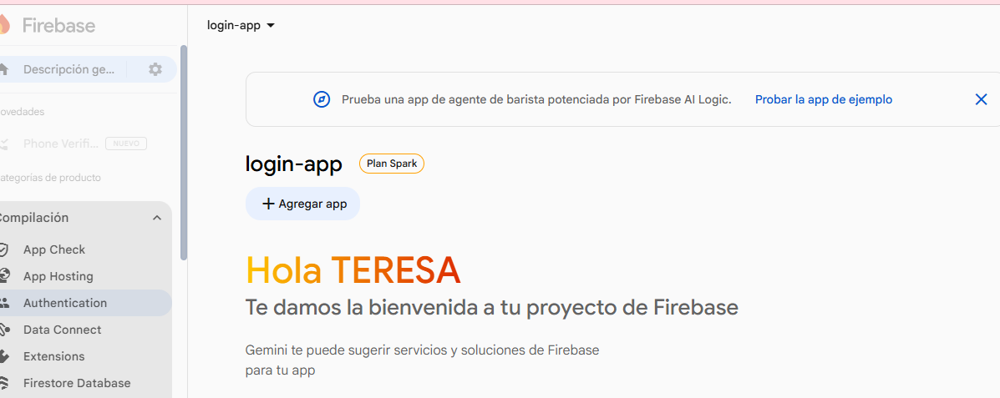 Firebase
login-app
Descripción ge...
Prueba una app de agente de barista potenciada por Firebase AI Logic. Probar la app de ejemplo
ovedades
Phone Verifi... NUEVO
ategorías de producto
login-app Plan Spark
+ Agregar app
ompilación
App Check
App Hosting
Authentication
Data Connect
Extensions
Firestore Database
Hola TERESA
Te damos la bienvenida a tu proyecto de Firebase
Gemini te puede sugerir servicios y soluciones de Firebase
para tu app